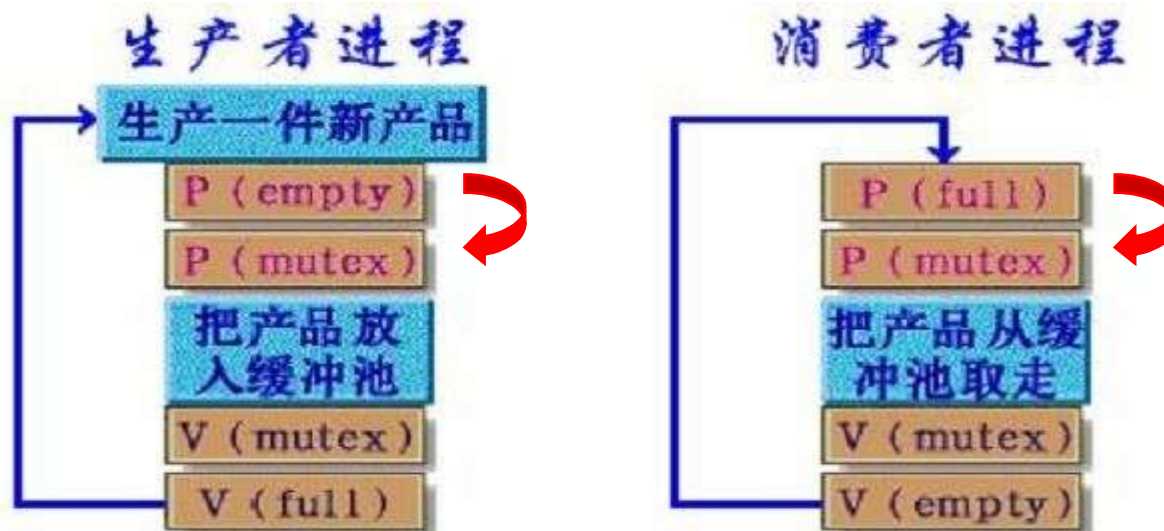 生产者进程
生产一件新产品
P（empty）
P（mutex）
把产品放
入缓冲池
V（mutex）
V（full）
消费者进程
P（full）
P（mutex）
把产品从缓
冲池取走
V（mutex）
V（empty）